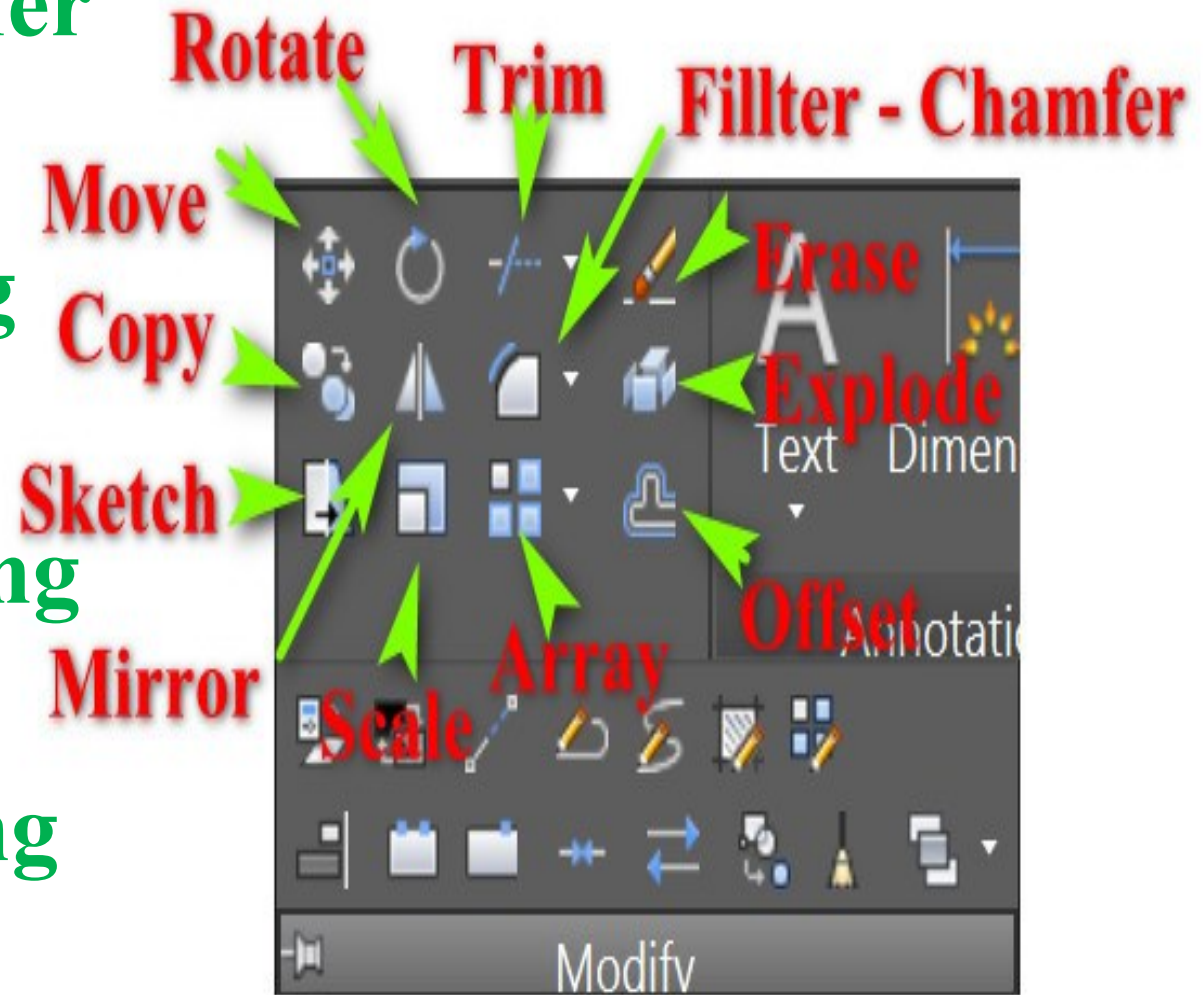 er
Rotate
Trim
Fillter - Chamfer
Move
Erase
g
Copy
Explode
Text
Dimen
Sketch
ng
Offset
Annotatio
Mirror
Array
Scale
ng
Modify